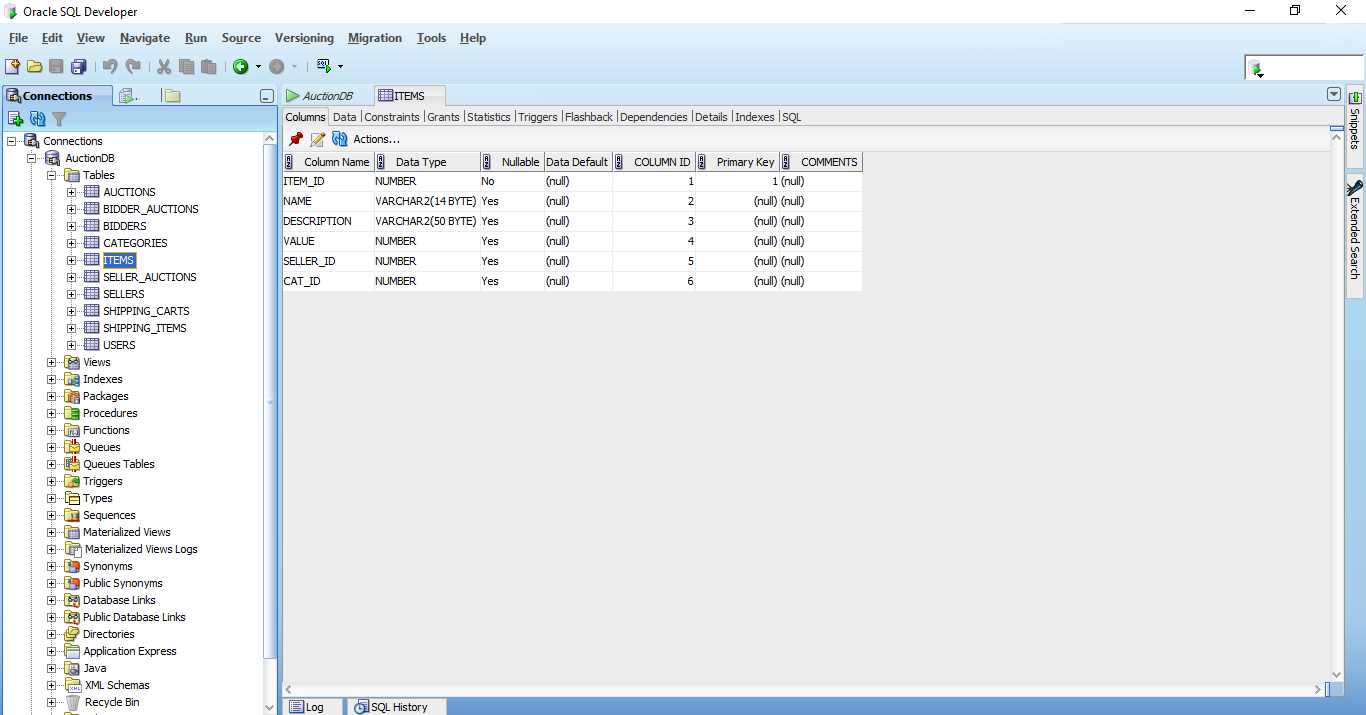 Oracle SQL Developer
File Edit View Navigate Run Source Versioning Migration Tools Help
SQL
Connections
AuctionDB ITEMS
Columns Data Constraints Grants Statistics Triggers Flashback Dependencies Details Indexes SQL
Actions...
Column Name Data Type Nullable Data Default COLUMN ID Primary Key COMMENTS
ITEM_ID NUMBER No (null) 1 1 (null)
NAME VARCHAR2(14 BYTE) Yes (null) 2 (null) (null)
DESCRIPTION VARCHAR2(50 BYTE) Yes (null) 3 (null) (null)
VALUE NUMBER Yes (null) 4 (null) (null)
SELLER_ID NUMBER Yes (null) 5 (null) (null)
CAT_ID NUMBER Yes (null) 6 (null) (null)
Connections
AuctionDB
Tables
AUCTIONS
BIDDER_AUCTIONS
BIDDERS
CATEGORIES
ITEMS
SELLER_AUCTIONS
SELLERS
SHIPPING_CARTS
SHIPPING_ITEMS
USERS
Views
Indexes
Packages
Procedures
Functions
Queues
Queues Tables
Triggers
Types
Sequences
Materialized Views
Materialized Views Logs
Synonyms
Public Synonyms
Database Links
Public Database Links
Directories
Application Express
Java
XML Schemas
Recycle Bin
Snippets
Extended Search
Log SQL History